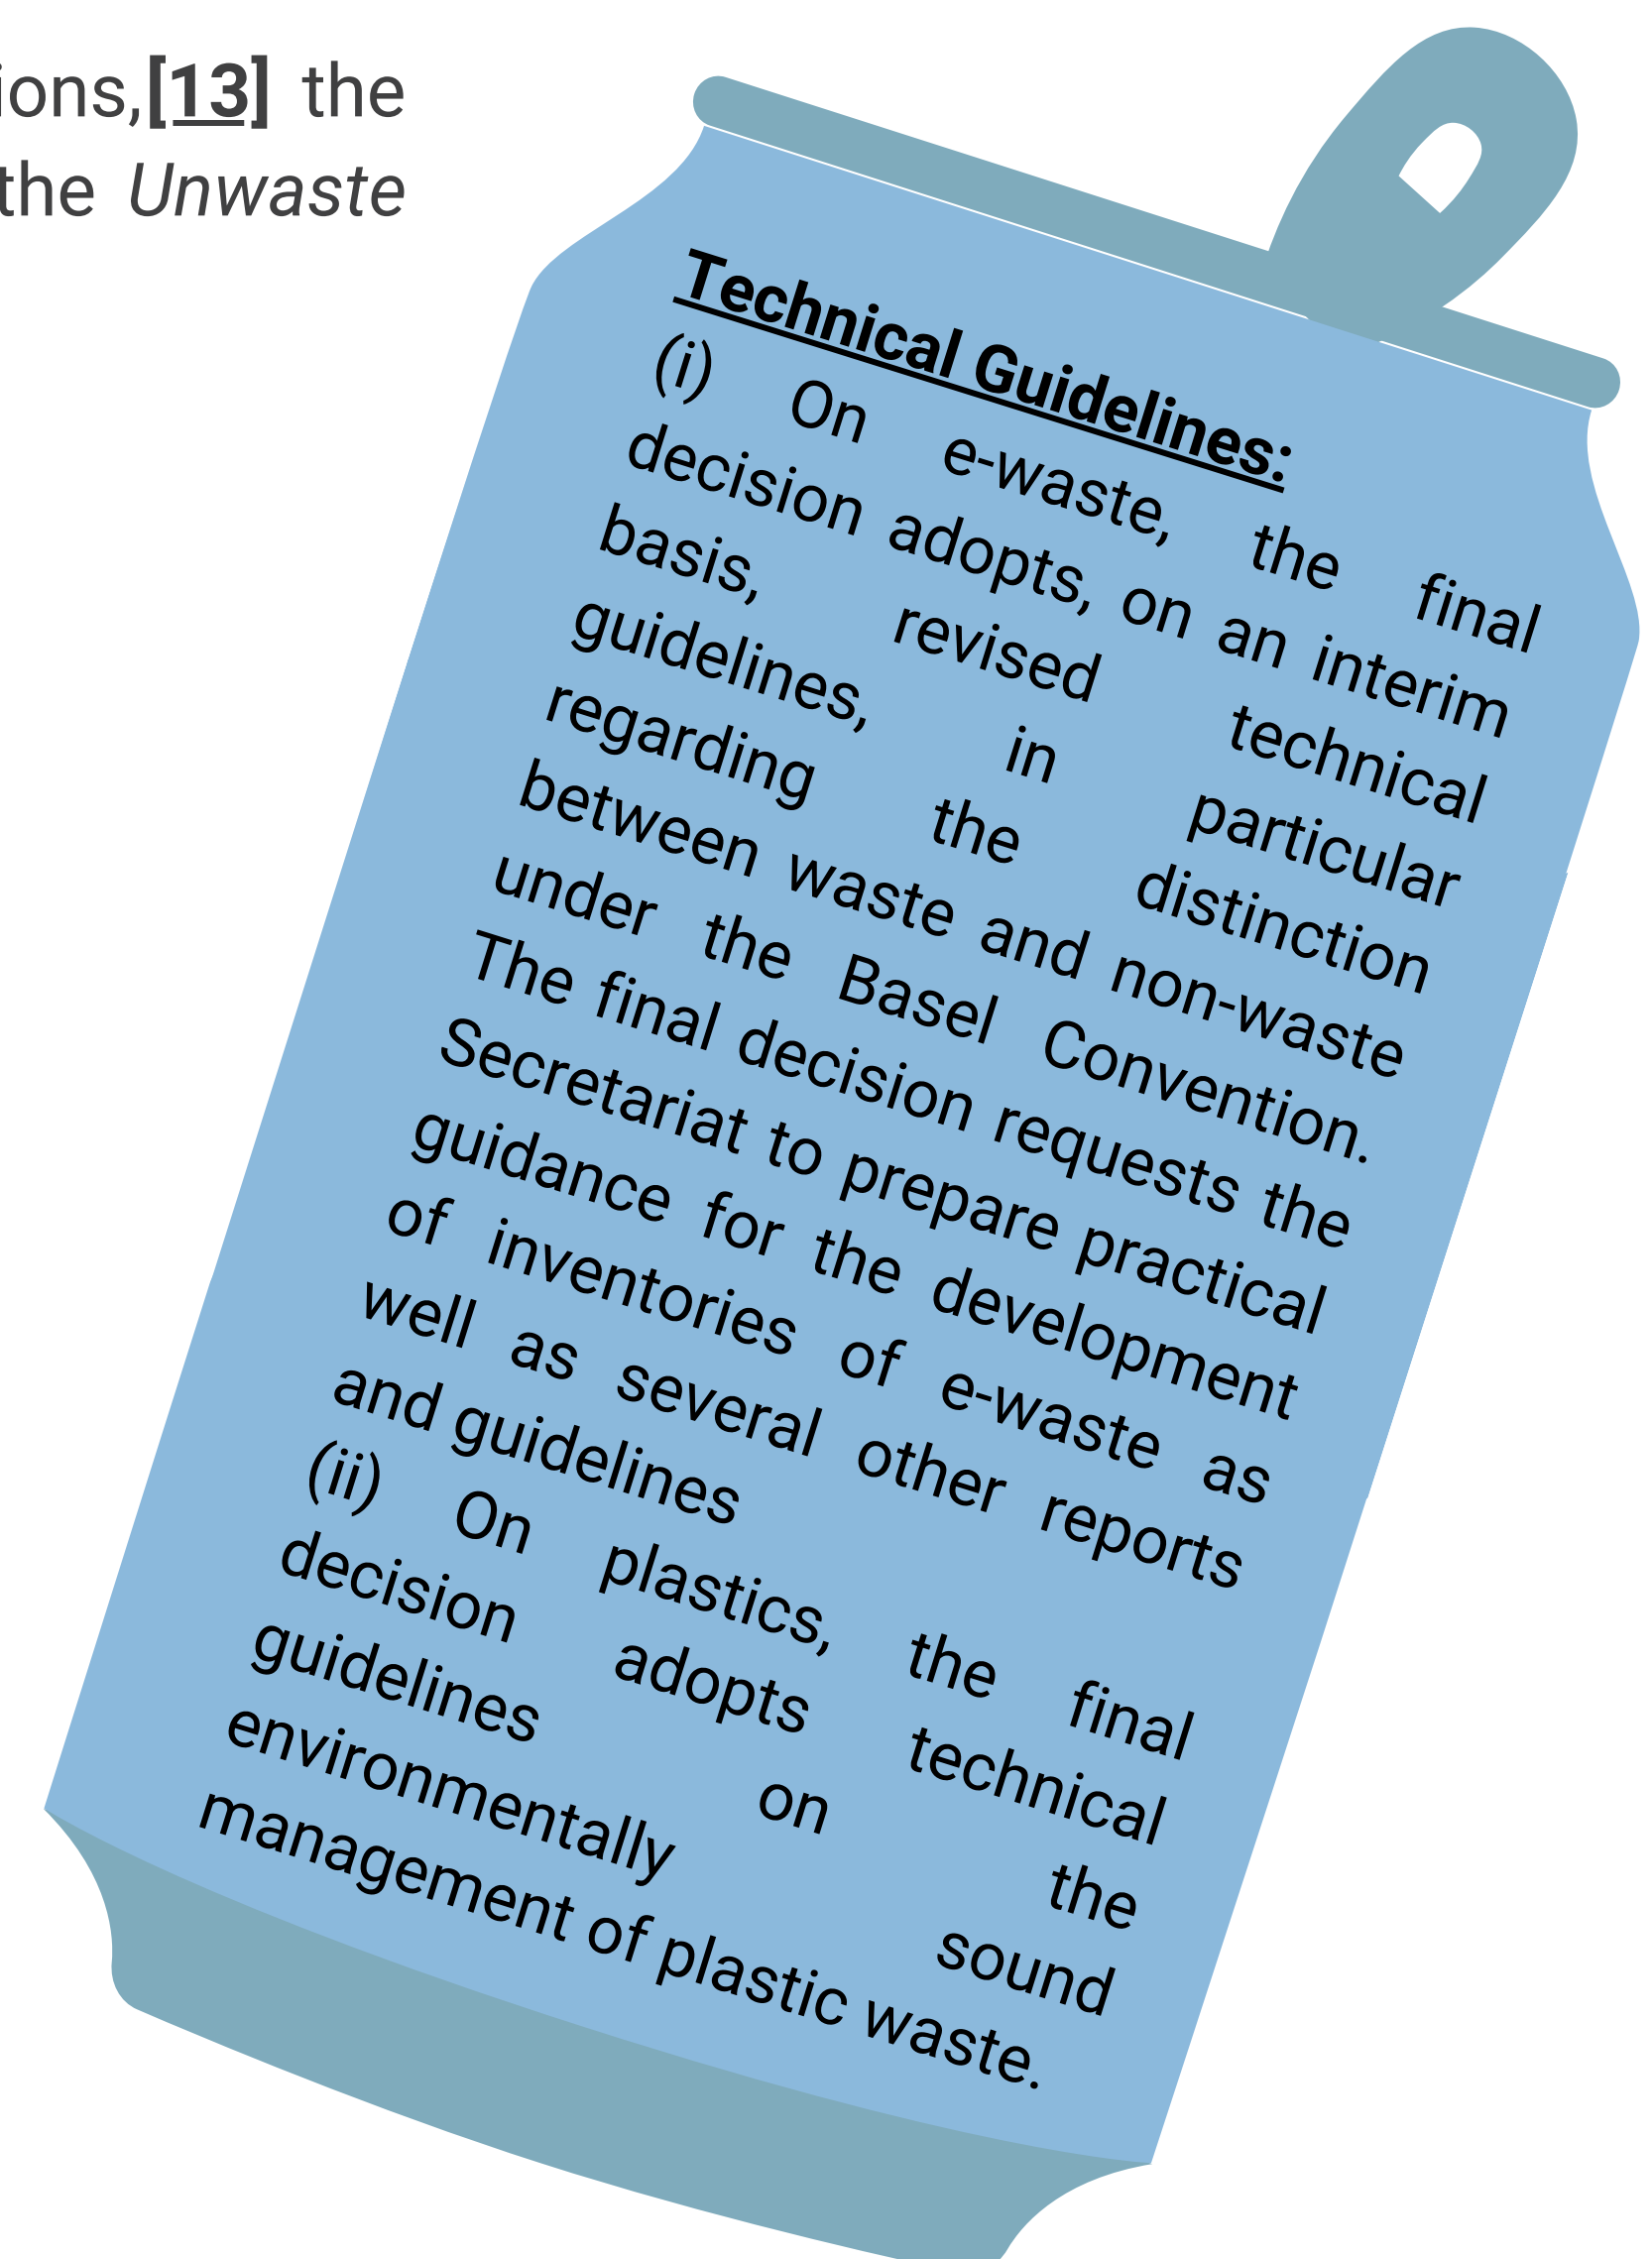 ions,[13] the
the Unwaste
Technical Guidelines:
(i) On e-waste, the final
decision adopts, on an interim
basis, revised technical
guidelines, in particular
regarding the distinction
between waste and non-waste
under the Basel Convention.
The final decision requests the
Secretariat to prepare practical
guidance for the development
of inventories of e-waste as
well as several other reports
and guidelines
(ii) On plastics, the final
decision adopts technical
guidelines on the
environmentally sound
management of plastic waste.